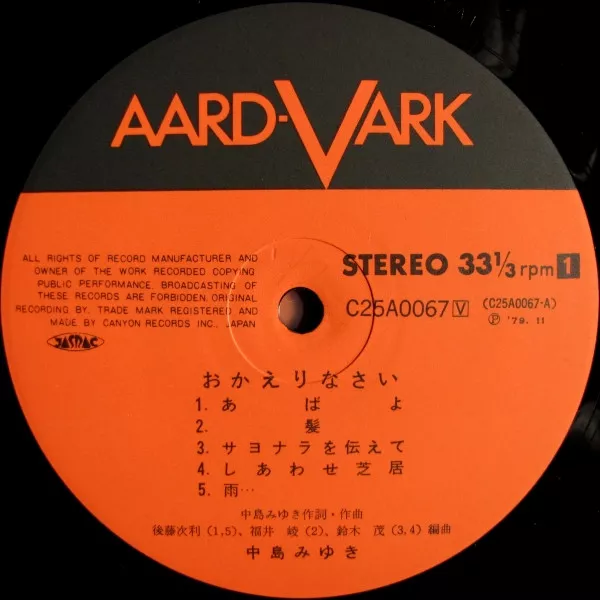 AARD-VARK
ALL RIGHTS OF RECORD MANUFACTURER AND
OWNER OF THE WORK RECORDED COPYING
PUBLIC PERFORMANCE. BROADCASTING OF
THESE RECORDS ARE FORBIDDEN. ORIGINAL
RECORDING BY. TRADE MARK REGISTERED AND
MADE BY CANYON RECORDS INC., JAPAN
JASRAC
STEREO 33 1/3 rpm 1
C25A0067 V (C25A0067-A)
Ⓟ '79. 11
おかえりなさい
1. あばよ
2. 髪
3. サヨナラを伝えて
4. しあわせ芝居
5. 雨…
中島みゆき作詞・作曲
後藤次利 (1,5)、福井 崚 (2)、鈴木 茂 (3,4) 編曲
中島みゆき